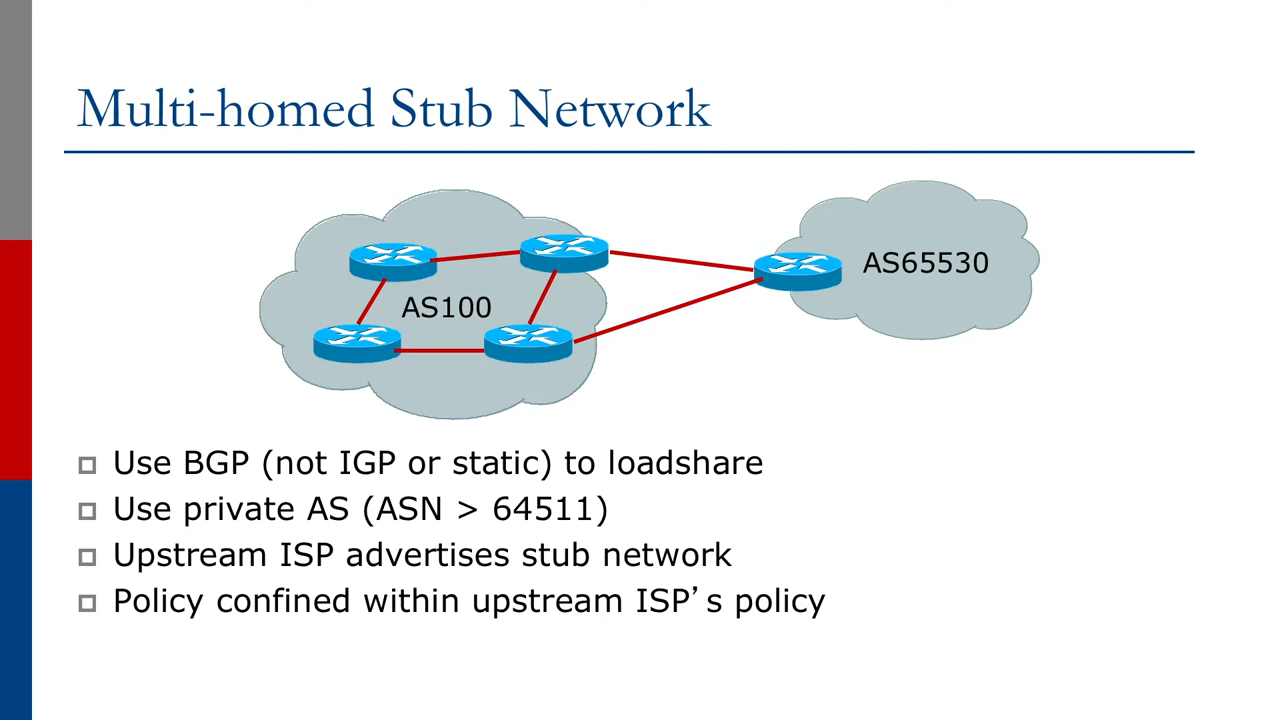 Multi-homed Stub Network
AS65530
AS100
Use BGP (not IGP or static) to loadshare
Use private AS (ASN > 64511)
Upstream ISP advertises stub network
Policy confined within upstream ISP’s policy